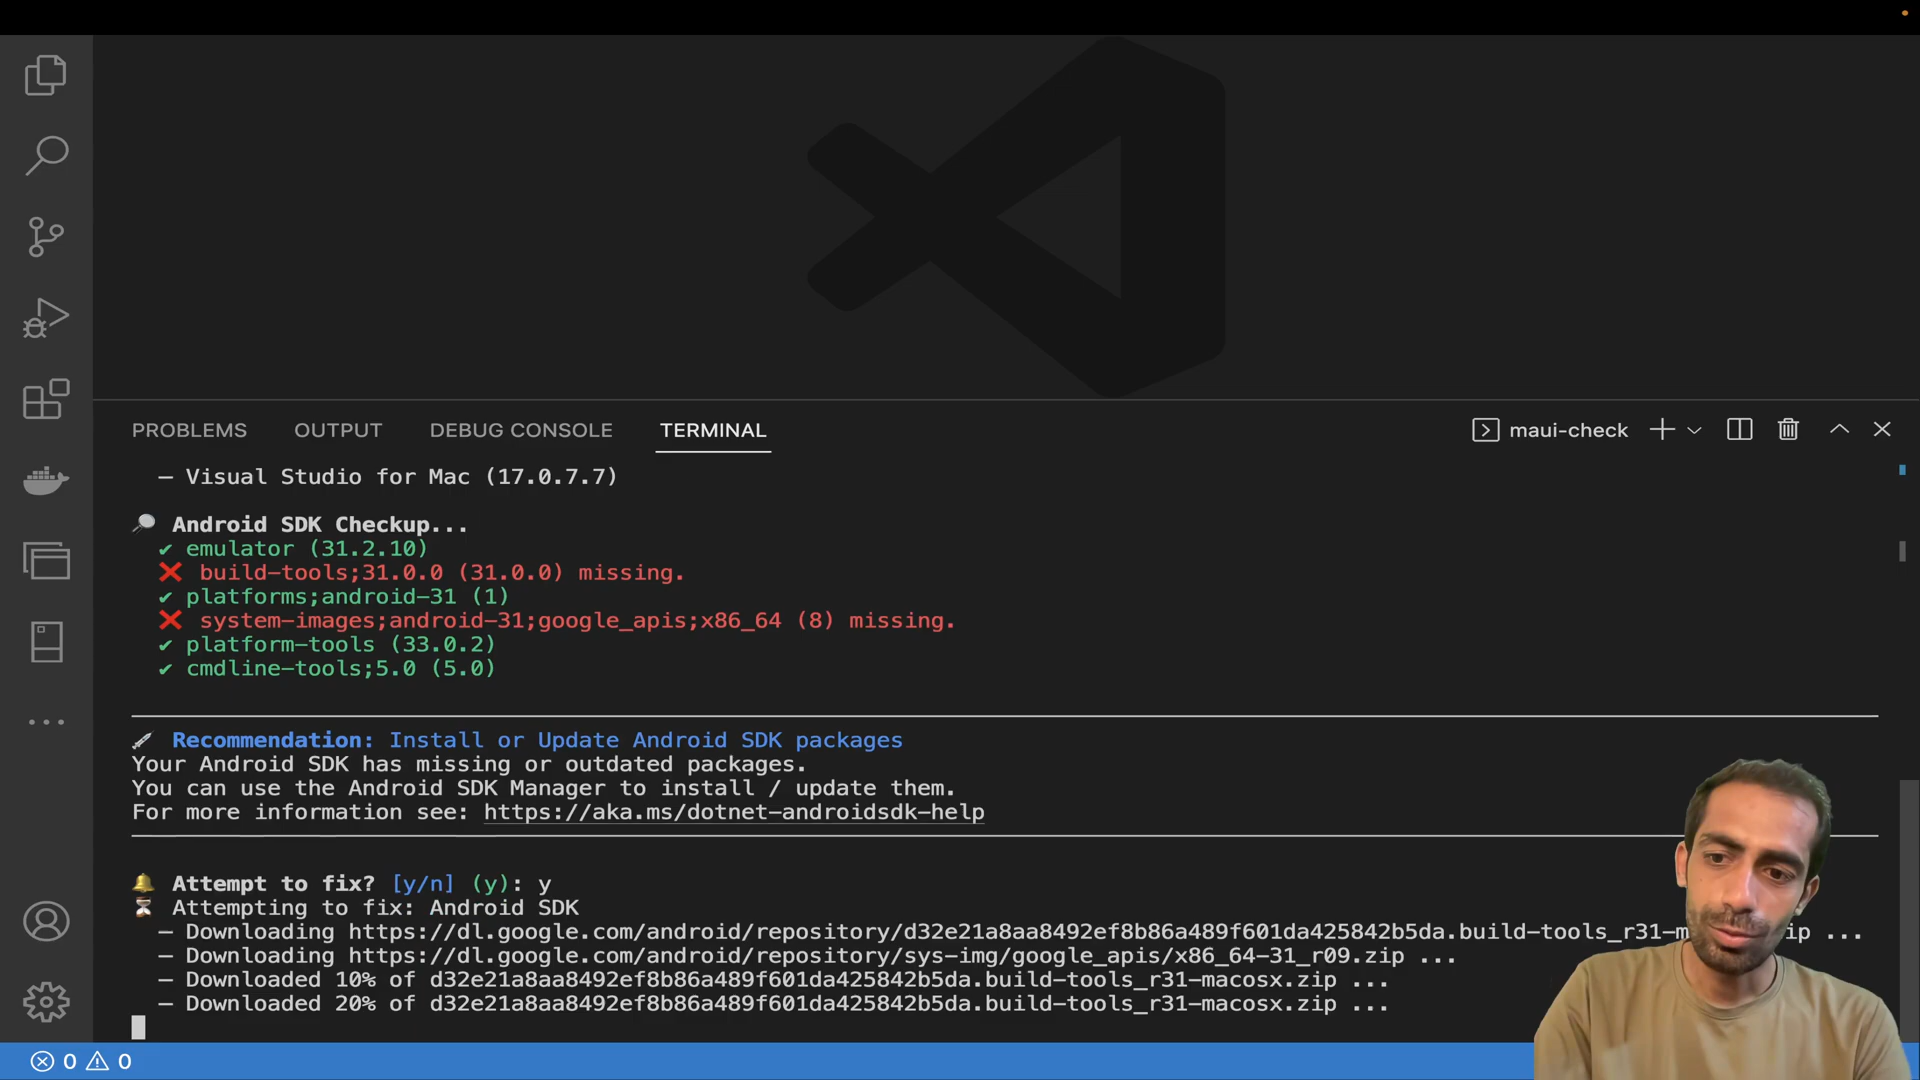 PROBLEMS OUTPUT DEBUG CONSOLE TERMINAL maui-check
– Visual Studio for Mac (17.0.7.7)
Android SDK Checkup...
✔ emulator (31.2.10)
❌ build-tools;31.0.0 (31.0.0) missing.
✔ platforms;android-31 (1)
❌ system-images;android-31;google_apis;x86_64 (8) missing.
✔ platform-tools (33.0.2)
✔ cmdline-tools;5.0 (5.0)
Recommendation: Install or Update Android SDK packages
Your Android SDK has missing or outdated packages.
You can use the Android SDK Manager to install / update them.
For more information see: https://aka.ms/dotnet-androidsdk-help
Attempt to fix? [y/n] (y): y
Attempting to fix: Android SDK
– Downloading https://dl.google.com/android/repository/d32e21a8aa8492ef8b86a489f601da425842b5da.build-tools_r31-m ip ...
– Downloading https://dl.google.com/android/repository/sys-img/google_apis/x86_64-31_r09.zip ...
– Downloaded 10% of d32e21a8aa8492ef8b86a489f601da425842b5da.build-tools_r31-macosx.zip ...
– Downloaded 20% of d32e21a8aa8492ef8b86a489f601da425842b5da.build-tools_r31-macosx.zip ...
0 0